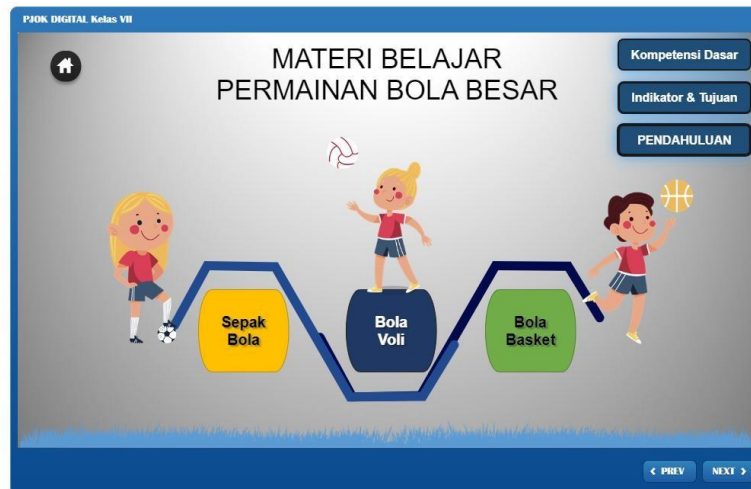 PJOK DIGITAL Kelas VII
MATERI BELAJAR
PERMAINAN BOLA BESAR
Kompetensi Dasar
Indikator & Tujuan
PENDAHULUAN
Sepak
Bola
Bola
Voli
Bola
Basket
< PREV
NEXT >